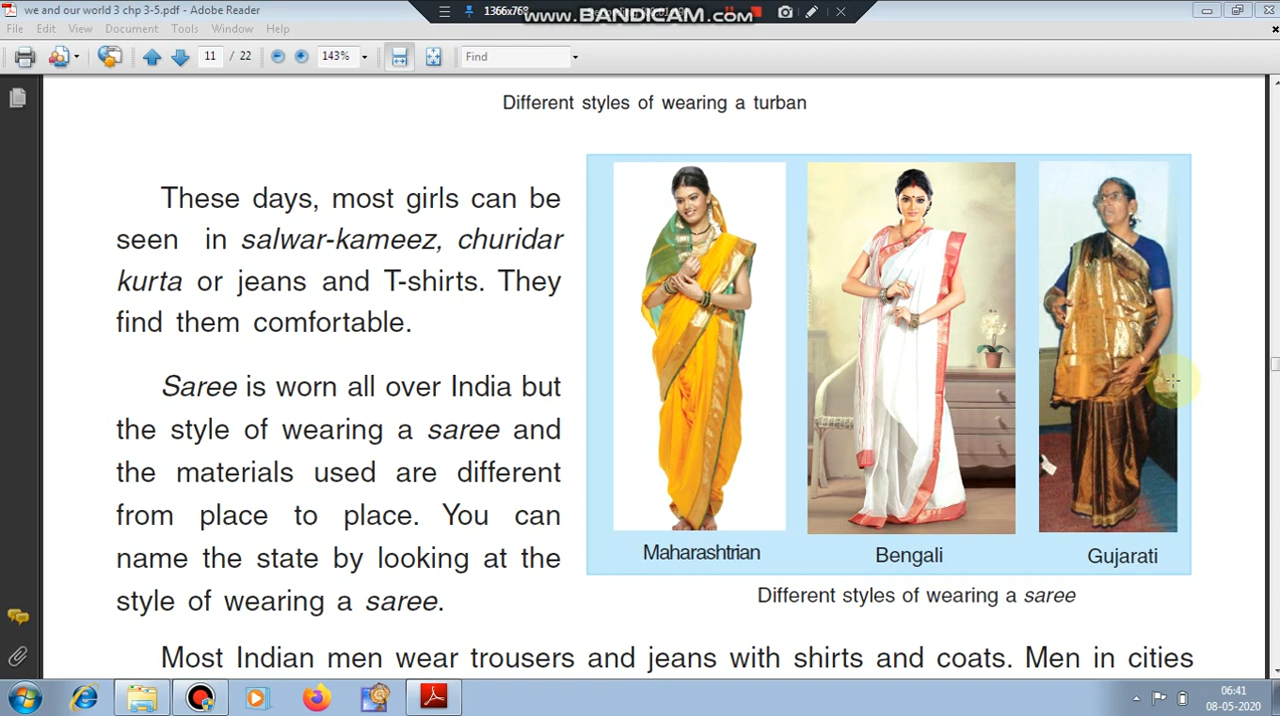 we and our world 3 chp 3-5.pdf - Adobe Reader
1366x768
www.BANDICAM.com
File Edit View Document Tools Window Help
11 / 22 143% Find
Different styles of wearing a turban
These days, most girls can be
seen in salwar-kameez, churidar
kurta or jeans and T-shirts. They
find them comfortable.
Saree is worn all over India but
the style of wearing a saree and
the materials used are different
from place to place. You can
name the state by looking at the
style of wearing a saree.
Maharashtrian Bengali Gujarati
Different styles of wearing a saree
Most Indian men wear trousers and jeans with shirts and coats. Men in cities
06:41
08-05-2020